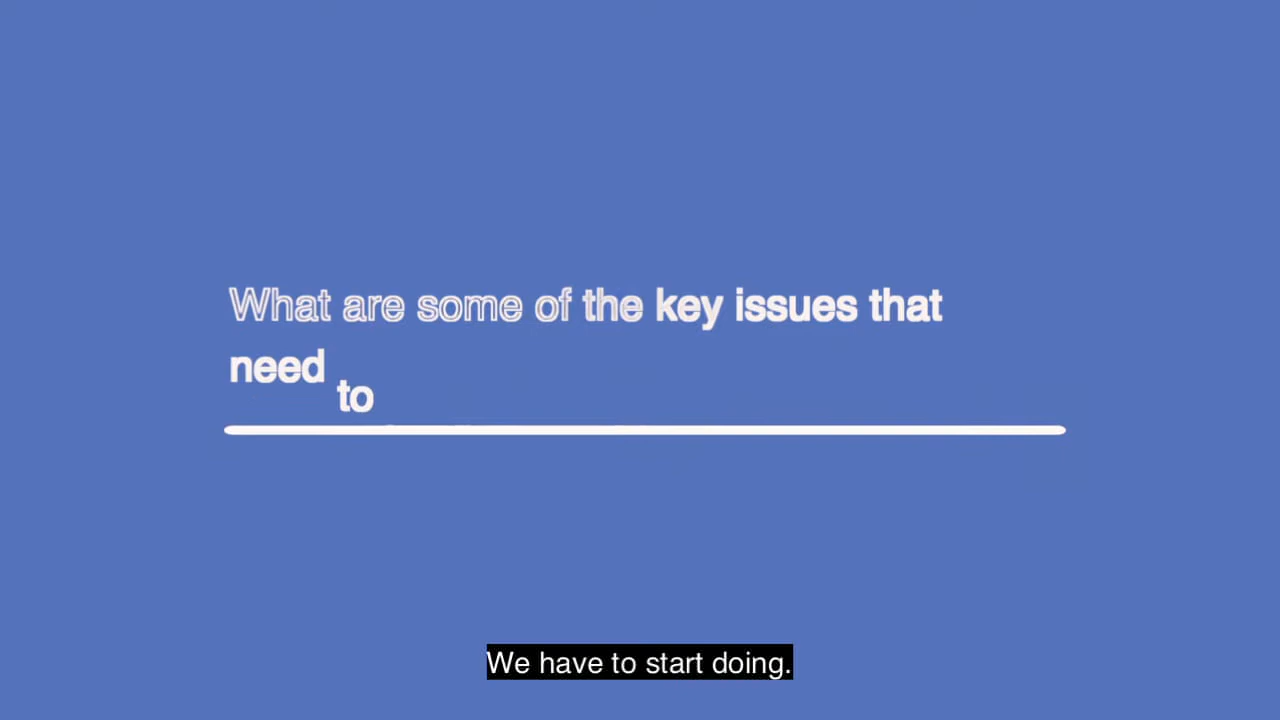 What are some of the key issues that
need to
We have to start doing.